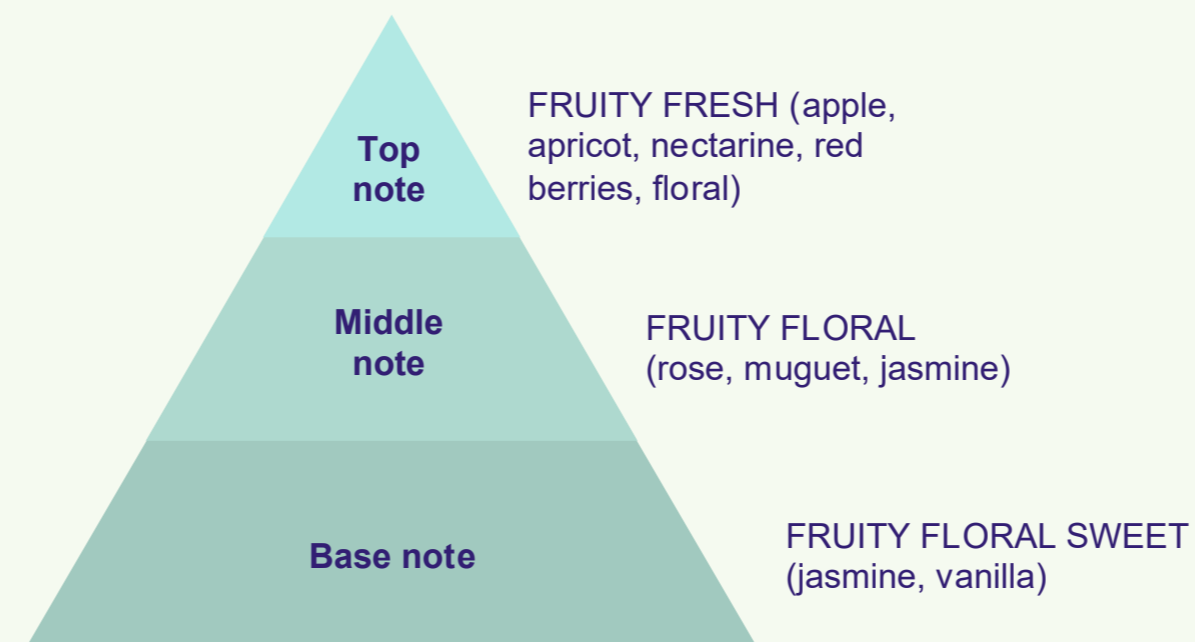 Top
note
FRUITY FRESH (apple,
apricot, nectarine, red
berries, floral)
Middle
note
FRUITY FLORAL
(rose, muguet, jasmine)
Base note
FRUITY FLORAL SWEET
(jasmine, vanilla)